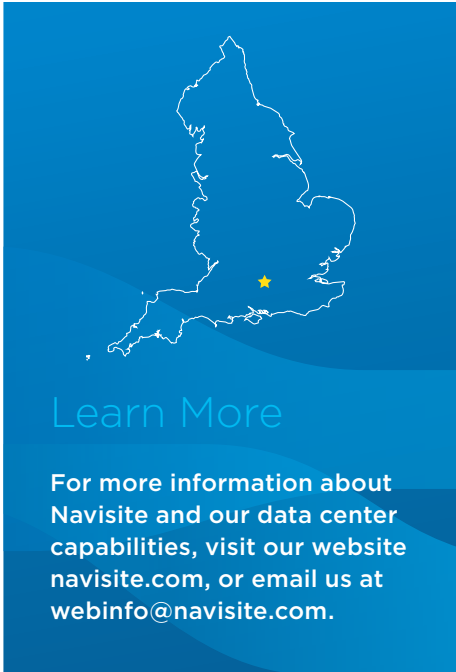 Learn More
For more information about
Navisite and our data center
capabilities, visit our website
navisite.com, or email us at
webinfo@navisite.com.